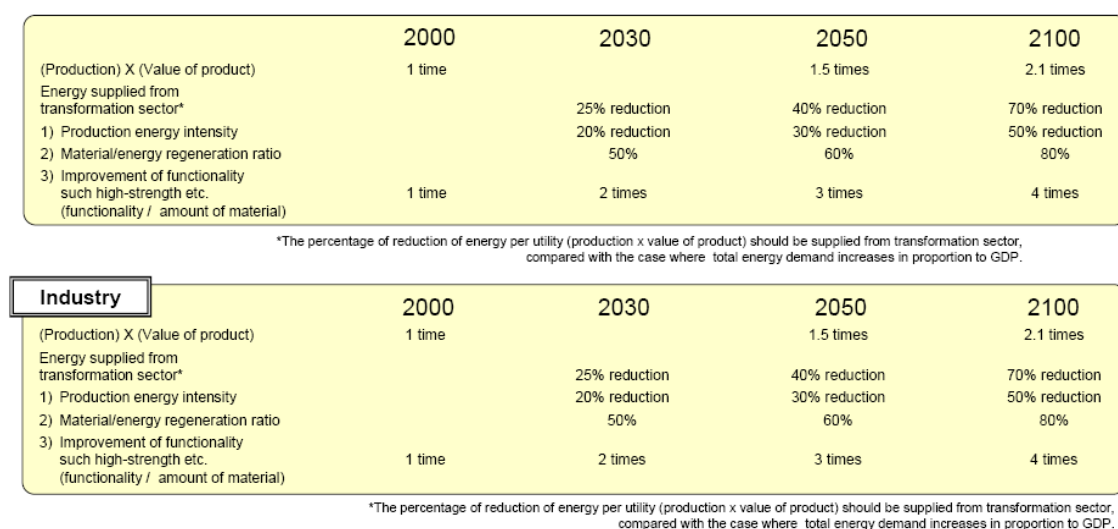 2000 2030 2050 2100
(Production) X (Value of product) 1 time 1.5 times 2.1 times
Energy supplied from
transformation sector* 25% reduction 40% reduction 70% reduction
1) Production energy intensity 20% reduction 30% reduction 50% reduction
2) Material/energy regeneration ratio 50% 60% 80%
3) Improvement of functionality
such high-strength etc. 1 time 2 times 3 times 4 times
(functionality / amount of material)
*The percentage of reduction of energy per utility (production x value of product) should be supplied from transformation sector,
compared with the case where total energy demand increases in proportion to GDP.
Industry
2000 2030 2050 2100
(Production) X (Value of product) 1 time 1.5 times 2.1 times
Energy supplied from
transformation sector* 25% reduction 40% reduction 70% reduction
1) Production energy intensity 20% reduction 30% reduction 50% reduction
2) Material/energy regeneration ratio 50% 60% 80%
3) Improvement of functionality
such high-strength etc. 1 time 2 times 3 times 4 times
(functionality / amount of material)
*The percentage of reduction of energy per utility (production x value of product) should be supplied from transformation sector,
compared with the case where total energy demand increases in proportion to GDP.